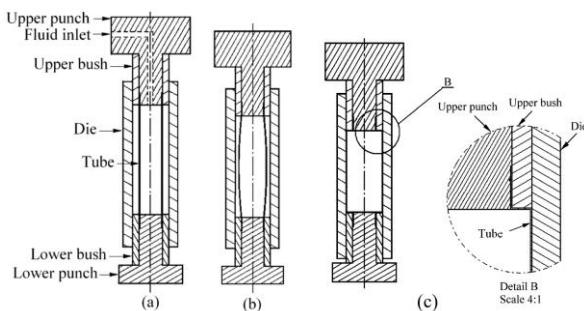 Upper punch
Fluid inlet
Upper bush
Die
Tube
Lower bush
Lower punch
(a)
(b)
(c)
B
Upper punch
Upper bush
Die
Tube
Detail B
Scale 4:1